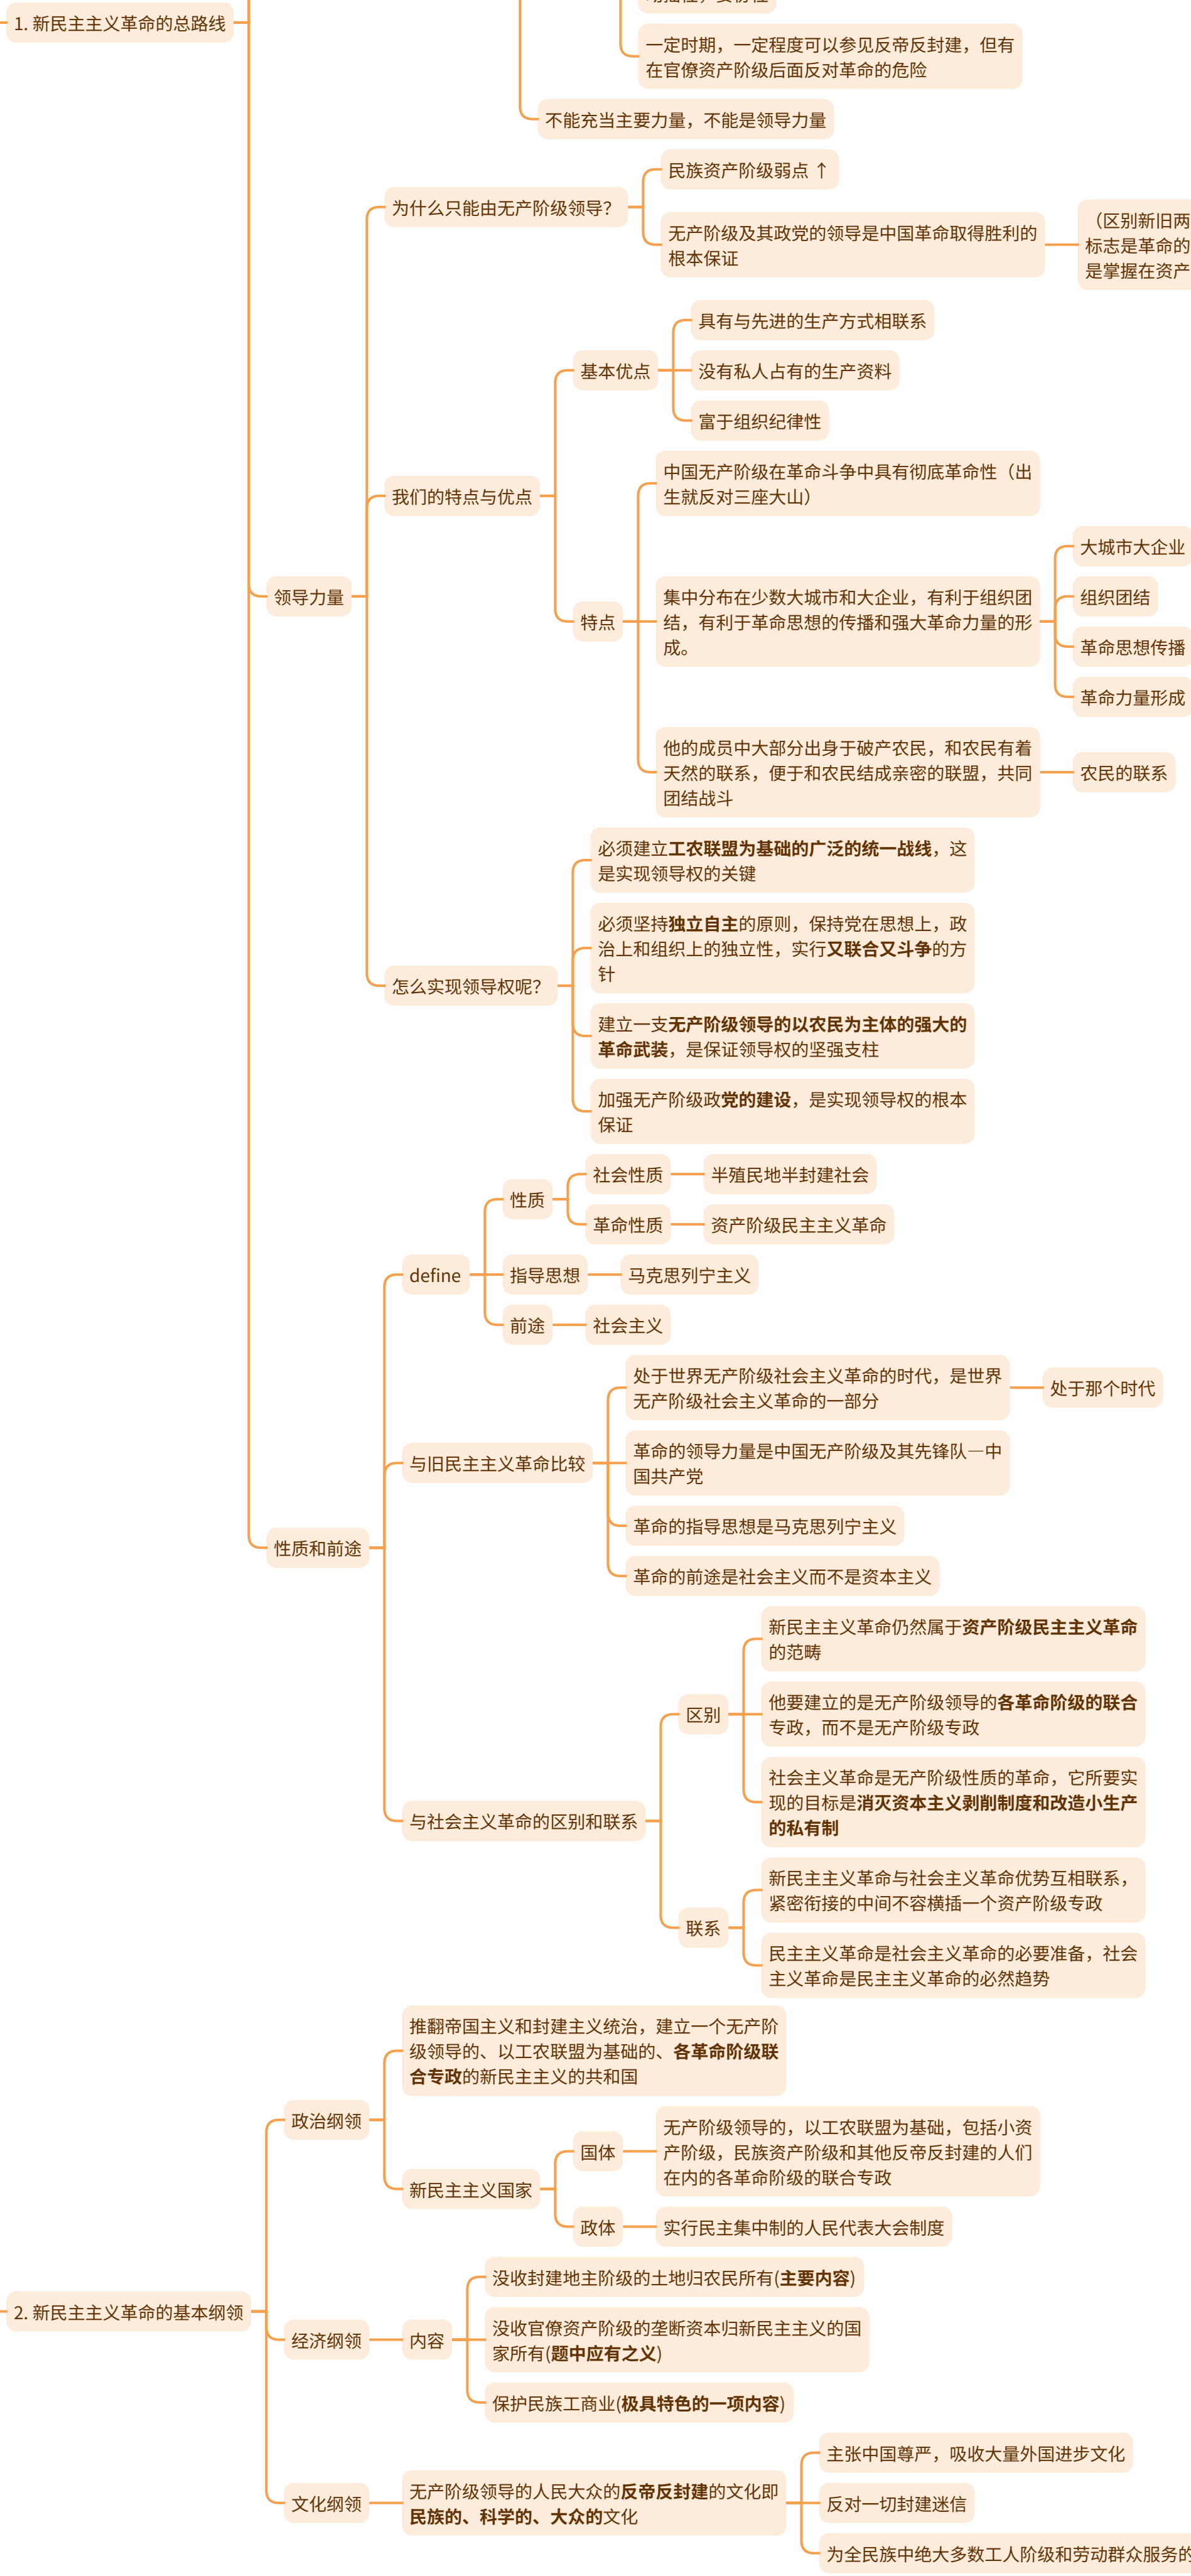 1. 新民主主义革命的总路线
一定时期，一定程度可以参见反帝反封建，但有
在官僚资产阶级后面反对革命的危险
不能充当主要力量，不能是领导力量
领导力量
为什么只能由无产阶级领导？
民族资产阶级弱点 ↑
无产阶级及其政党的领导是中国革命取得胜利的
根本保证
（区别新旧两
标志是革命的
是掌握在资产
我们的特点与优点
基本优点
具有与先进的生产方式相联系
没有私人占有的生产资料
富于组织纪律性
特点
中国无产阶级在革命斗争中具有彻底革命性（出
生就反对三座大山）
集中分布在少数大城市和大企业，有利于组织团
结，有利于革命思想的传播和强大革命力量的形
成。
大城市大企业
组织团结
革命思想传播
革命力量形成
他的成员中大部分出身于破产农民，和农民有着
天然的联系，便于和农民结成亲密的联盟，共同
团结战斗
农民的联系
怎么实现领导权呢？
必须建立工农联盟为基础的广泛的统一战线，这
是实现领导权的关键
必须坚持独立自主的原则，保持党在思想上，政
治上和组织上的独立性，实行又联合又斗争的方
针
建立一支无产阶级领导的以农民为主体的强大的
革命武装，是保证领导权的坚强支柱
加强无产阶级政党的建设，是实现领导权的根本
保证
性质和前途
define
性质
社会性质
半殖民地半封建社会
革命性质
资产阶级民主主义革命
指导思想
马克思列宁主义
前途
社会主义
与旧民主主义革命比较
处于世界无产阶级社会主义革命的时代，是世界
无产阶级社会主义革命的一部分
处于那个时代
革命的领导力量是中国无产阶级及其先锋队—中
国共产党
革命的指导思想是马克思列宁主义
革命的前途是社会主义而不是资本主义
与社会主义革命的区别和联系
区别
新民主主义革命仍然属于资产阶级民主主义革命
的范畴
他要建立的是无产阶级领导的各革命阶级的联合
专政，而不是无产阶级专政
社会主义革命是无产阶级性质的革命，它所要实
现的目标是消灭资本主义剥削制度和改造小生产
的私有制
联系
新民主主义革命与社会主义革命优势互相联系，
紧密衔接的中间不容横插一个资产阶级专政
民主主义革命是社会主义革命的必要准备，社会
主义革命是民主主义革命的必然趋势
2. 新民主主义革命的基本纲领
政治纲领
推翻帝国主义和封建主义统治，建立一个无产阶
级领导的、以工农联盟为基础的、各革命阶级联
合专政的新民主主义的共和国
新民主主义国家
国体
无产阶级领导的，以工农联盟为基础，包括小资
产阶级，民族资产阶级和其他反帝反封建的人们
在内的各革命阶级的联合专政
政体
实行民主集中制的人民代表大会制度
经济纲领
内容
没收封建地主阶级的土地归农民所有(主要内容)
没收官僚资产阶级的垄断资本归新民主主义的国
家所有(题中应有之义)
保护民族工商业(极具特色的一项内容)
文化纲领
无产阶级领导的人民大众的反帝反封建的文化即
民族的、科学的、大众的文化
主张中国尊严，吸收大量外国进步文化
反对一切封建迷信
为全民族中绝大多数工人阶级和劳动群众服务的